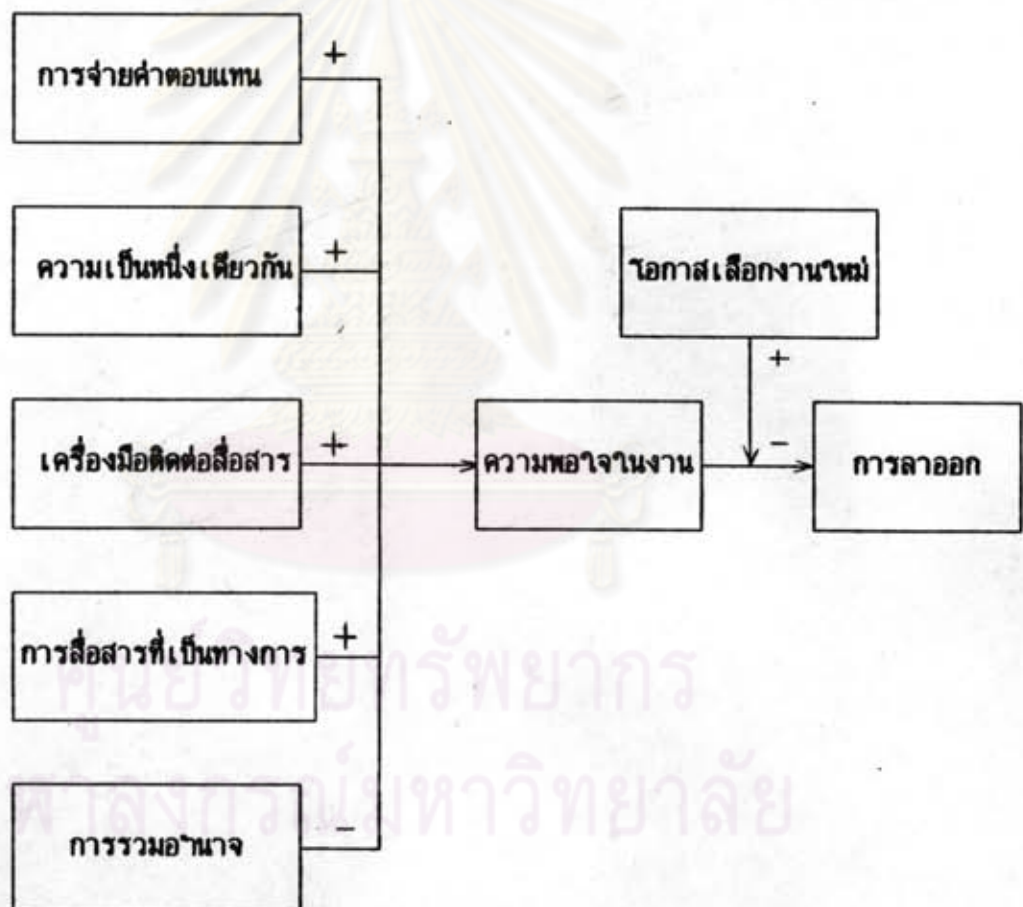 การจ่ายค่าตอบแทน
+
ความเป็นหนึ่งเดียวกัน
+
โอกาสเลือกงานใหม่
+
เครื่องมือติดต่อสื่อสาร
+
ความพอใจในงาน
-
การลาออก
การสื่อสารที่เป็นทางการ
+
ศูนย์วิทยทรัพยากร
การรวมอำนาจ
-
จุฬาลงกรณ์มหาวิทยาลัย